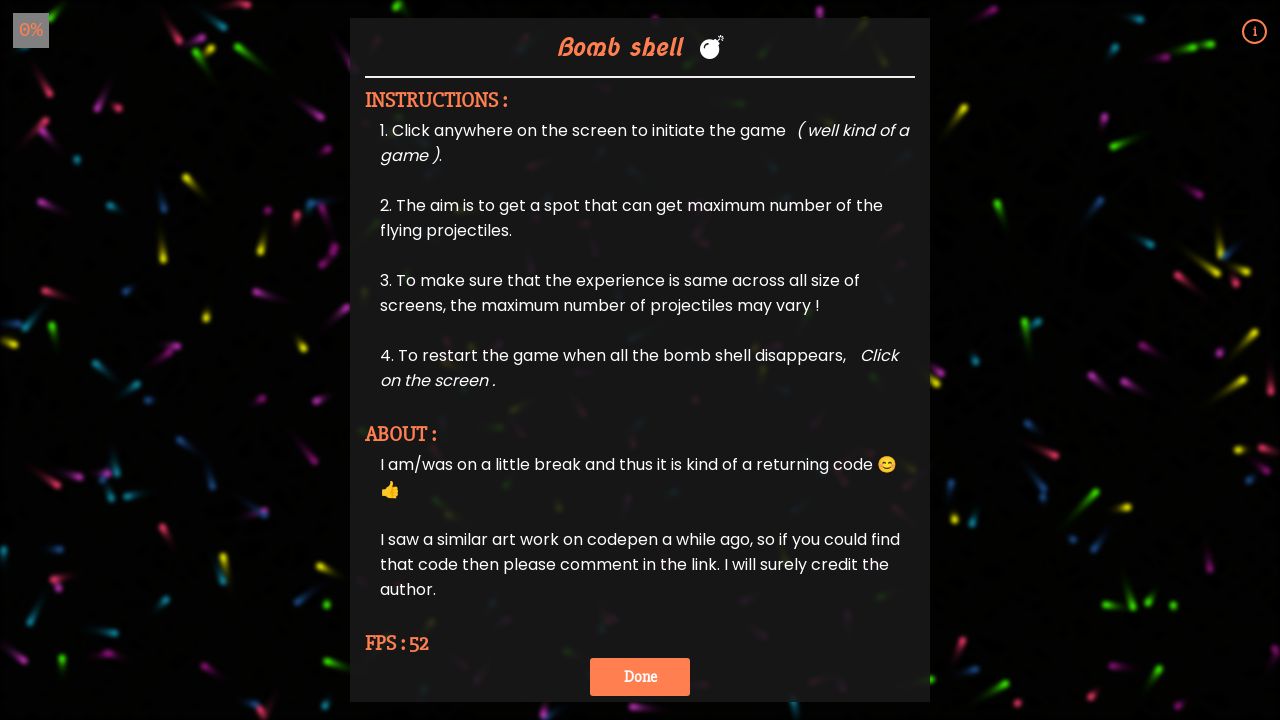 0%
i
Bomb shell 💣
INSTRUCTIONS :
1. Click anywhere on the screen to initiate the game ( well kind of a
game ).
2. The aim is to get a spot that can get maximum number of the
flying projectiles.
3. To make sure that the experience is same across all size of
screens, the maximum number of projectiles may vary !
4. To restart the game when all the bomb shell disappears, Click
on the screen .
ABOUT :
I am/was on a little break and thus it is kind of a returning code 😊
👍
I saw a similar art work on codepen a while ago, so if you could find
that code then please comment in the link. I will surely credit the
author.
FPS : 52
Done